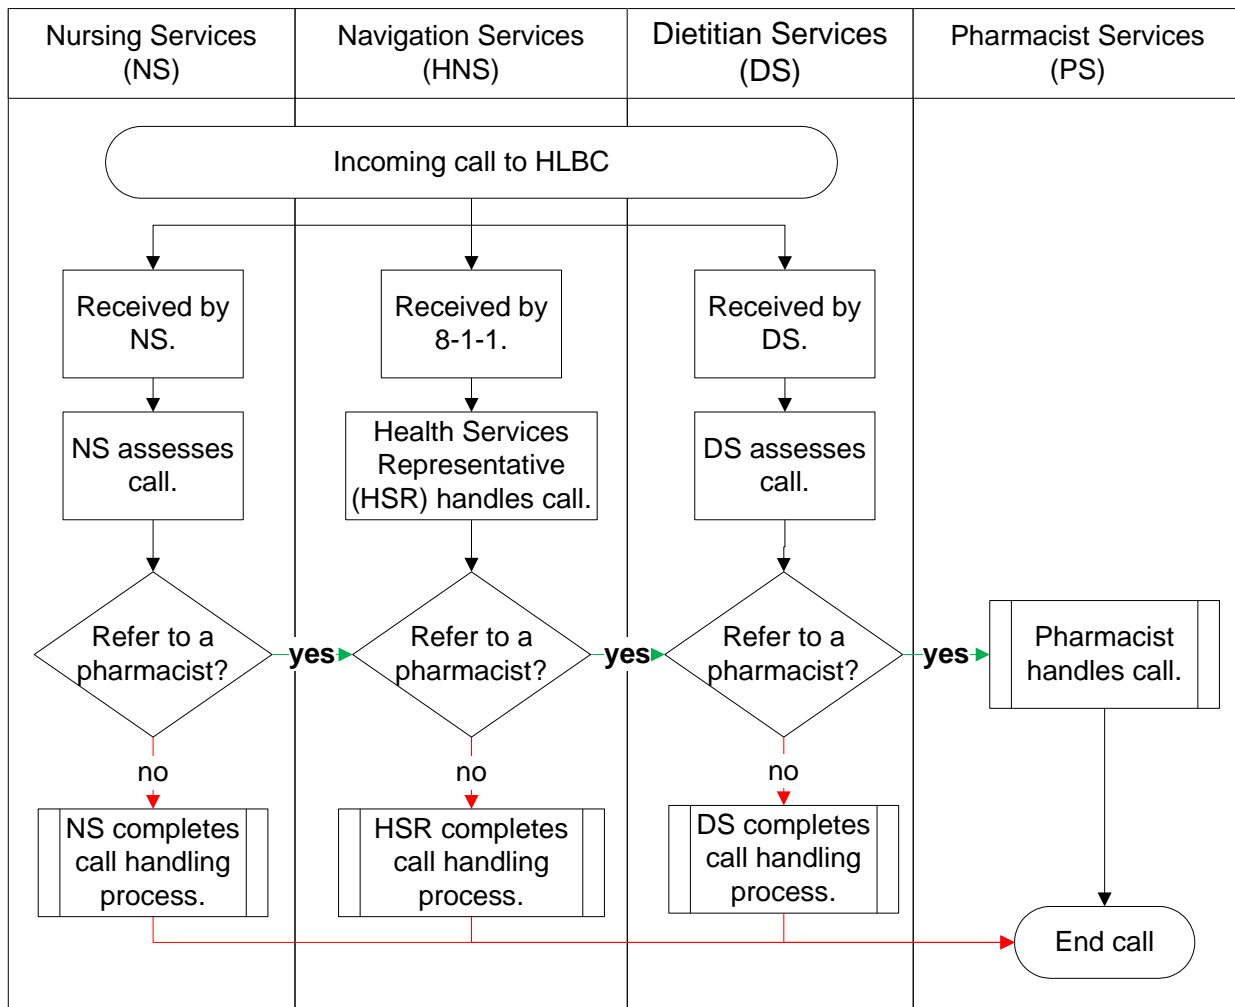 Nursing Services
(NS)
Navigation Services
(HNS)
Dietitian Services
(DS)
Pharmacist Services
(PS)
Incoming call to HLBC
Received by
NS.
Received by
8-1-1.
Received by
DS.
NS assesses
call.
Health Services
Representative
(HSR) handles call.
DS assesses
call.
Refer to a
pharmacist?
yes
Refer to a
pharmacist?
yes
Refer to a
pharmacist?
yes
Pharmacist
handles call.
no
no
no
NS completes
call handling
process.
HSR completes
call handling
process.
DS completes
call handling
process.
End call